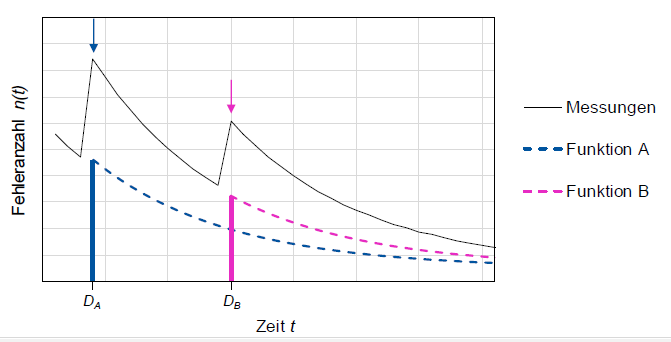 Fehleranzahl n(t)
Messungen
Funktion A
Funktion B
D_A
D_B
Zeit t